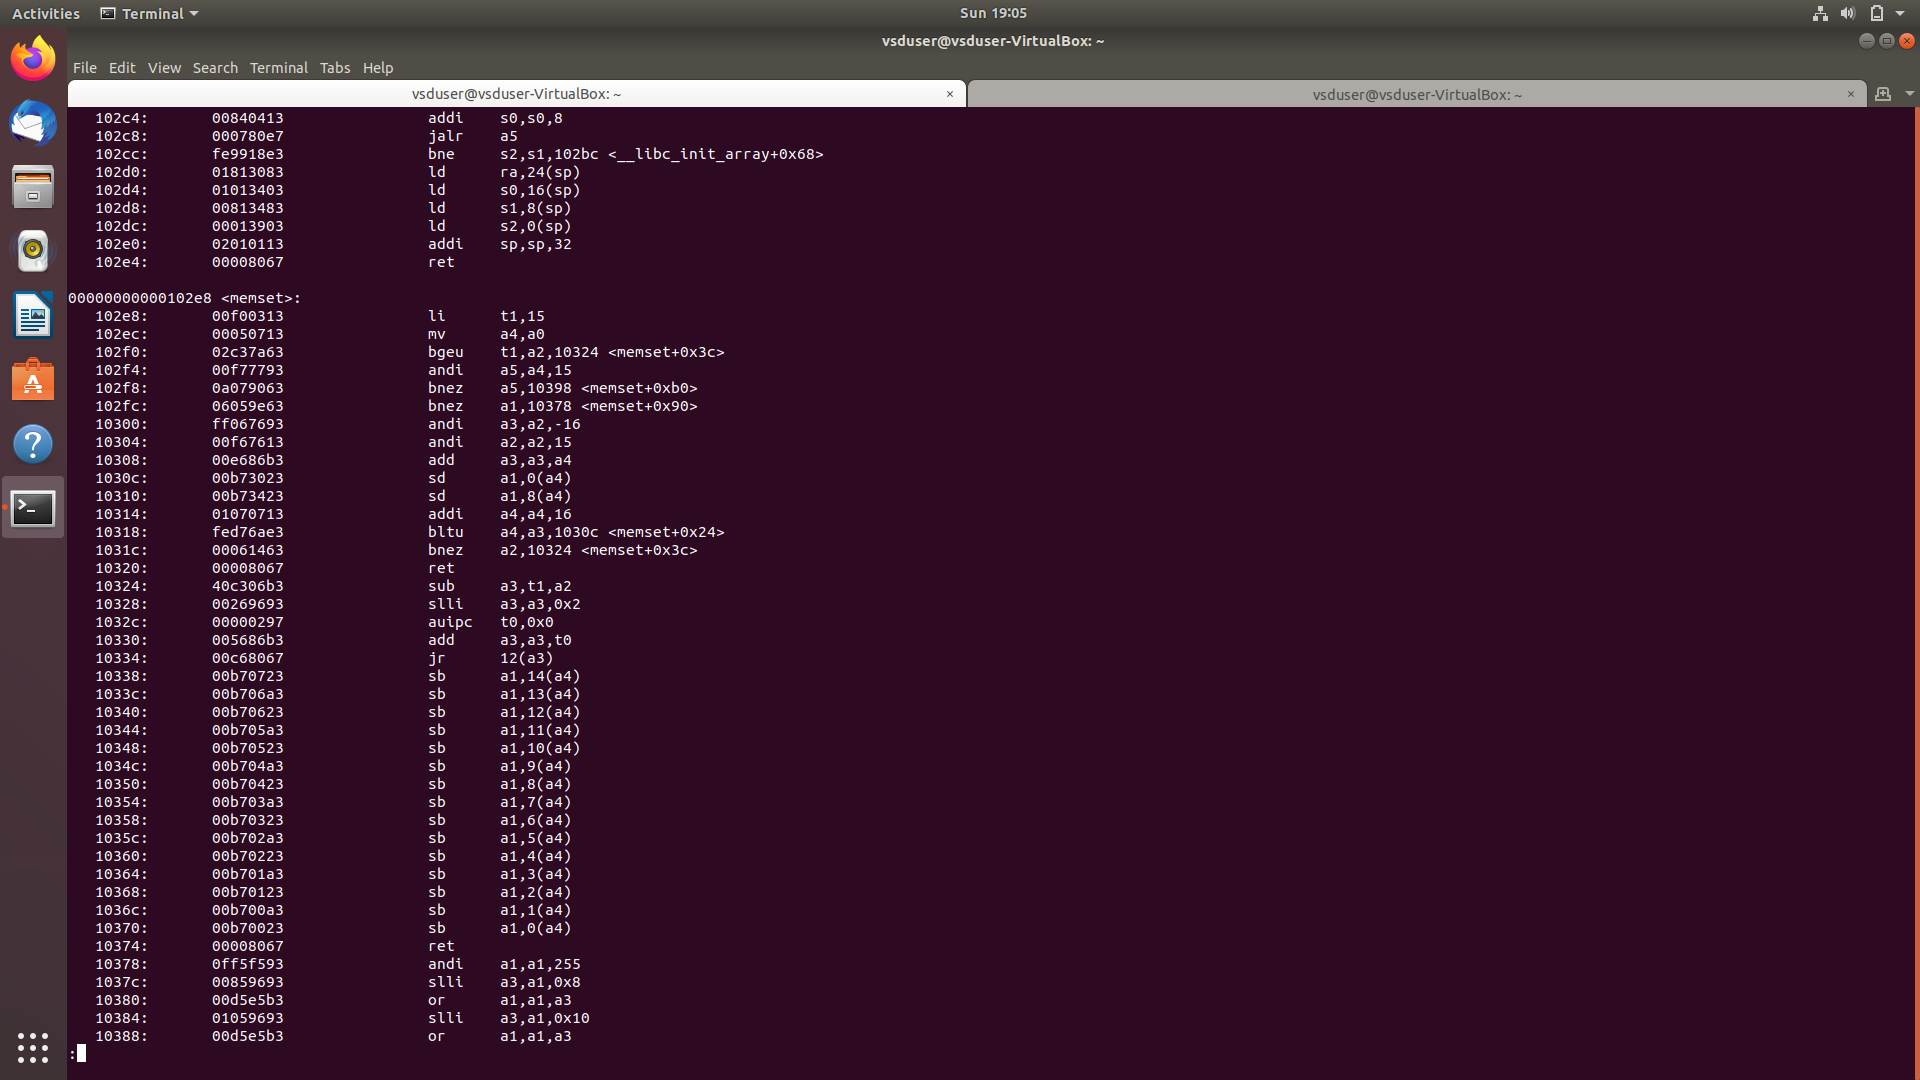 Activities Terminal Sun 19:05
vsduser@vsduser-VirtualBox: ~
File Edit View Search Terminal Tabs Help
vsduser@vsduser-VirtualBox: ~ × vsduser@vsduser-VirtualBox: ~ ×
102c4: 00840413 addi s0,s0,8
102c8: 000780e7 jalr a5
102cc: fe9918e3 bne s2,s1,102bc <__libc_init_array+0x68>
102d0: 01813083 ld ra,24(sp)
102d4: 01013403 ld s0,16(sp)
102d8: 00813483 ld s1,8(sp)
102dc: 00013903 ld s2,0(sp)
102e0: 02010113 addi sp,sp,32
102e4: 00008067 ret
00000000000102e8 <memset>:
102e8: 00f00313 li t1,15
102ec: 00050713 mv a4,a0
102f0: 02c37a63 bgeu t1,a2,10324 <memset+0x3c>
102f4: 00f77793 andi a5,a4,15
102f8: 0a079063 bnez a5,10398 <memset+0xb0>
102fc: 06059e63 bnez a1,10378 <memset+0x90>
10300: ff067693 andi a3,a2,-16
10304: 00f67613 andi a2,a2,15
10308: 00e686b3 add a3,a3,a4
1030c: 00b73023 sd a1,0(a4)
10310: 00b73423 sd a1,8(a4)
10314: 01070713 addi a4,a4,16
10318: fed76ae3 bltu a4,a3,1030c <memset+0x24>
1031c: 00061463 bnez a2,10324 <memset+0x3c>
10320: 00008067 ret
10324: 40c306b3 sub a3,t1,a2
10328: 00269693 slli a3,a3,0x2
1032c: 00000297 auipc t0,0x0
10330: 005686b3 add a3,a3,t0
10334: 00c68067 jr 12(a3)
10338: 00b70723 sb a1,14(a4)
1033c: 00b706a3 sb a1,13(a4)
10340: 00b70623 sb a1,12(a4)
10344: 00b705a3 sb a1,11(a4)
10348: 00b70523 sb a1,10(a4)
1034c: 00b704a3 sb a1,9(a4)
10350: 00b70423 sb a1,8(a4)
10354: 00b703a3 sb a1,7(a4)
10358: 00b70323 sb a1,6(a4)
1035c: 00b702a3 sb a1,5(a4)
10360: 00b70223 sb a1,4(a4)
10364: 00b701a3 sb a1,3(a4)
10368: 00b70123 sb a1,2(a4)
1036c: 00b700a3 sb a1,1(a4)
10370: 00b70023 sb a1,0(a4)
10374: 00008067 ret
10378: 0ff5f593 andi a1,a1,255
1037c: 00859693 slli a3,a1,0x8
10380: 00d5e5b3 or a1,a1,a3
10384: 01059693 slli a3,a1,0x10
10388: 00d5e5b3 or a1,a1,a3
: